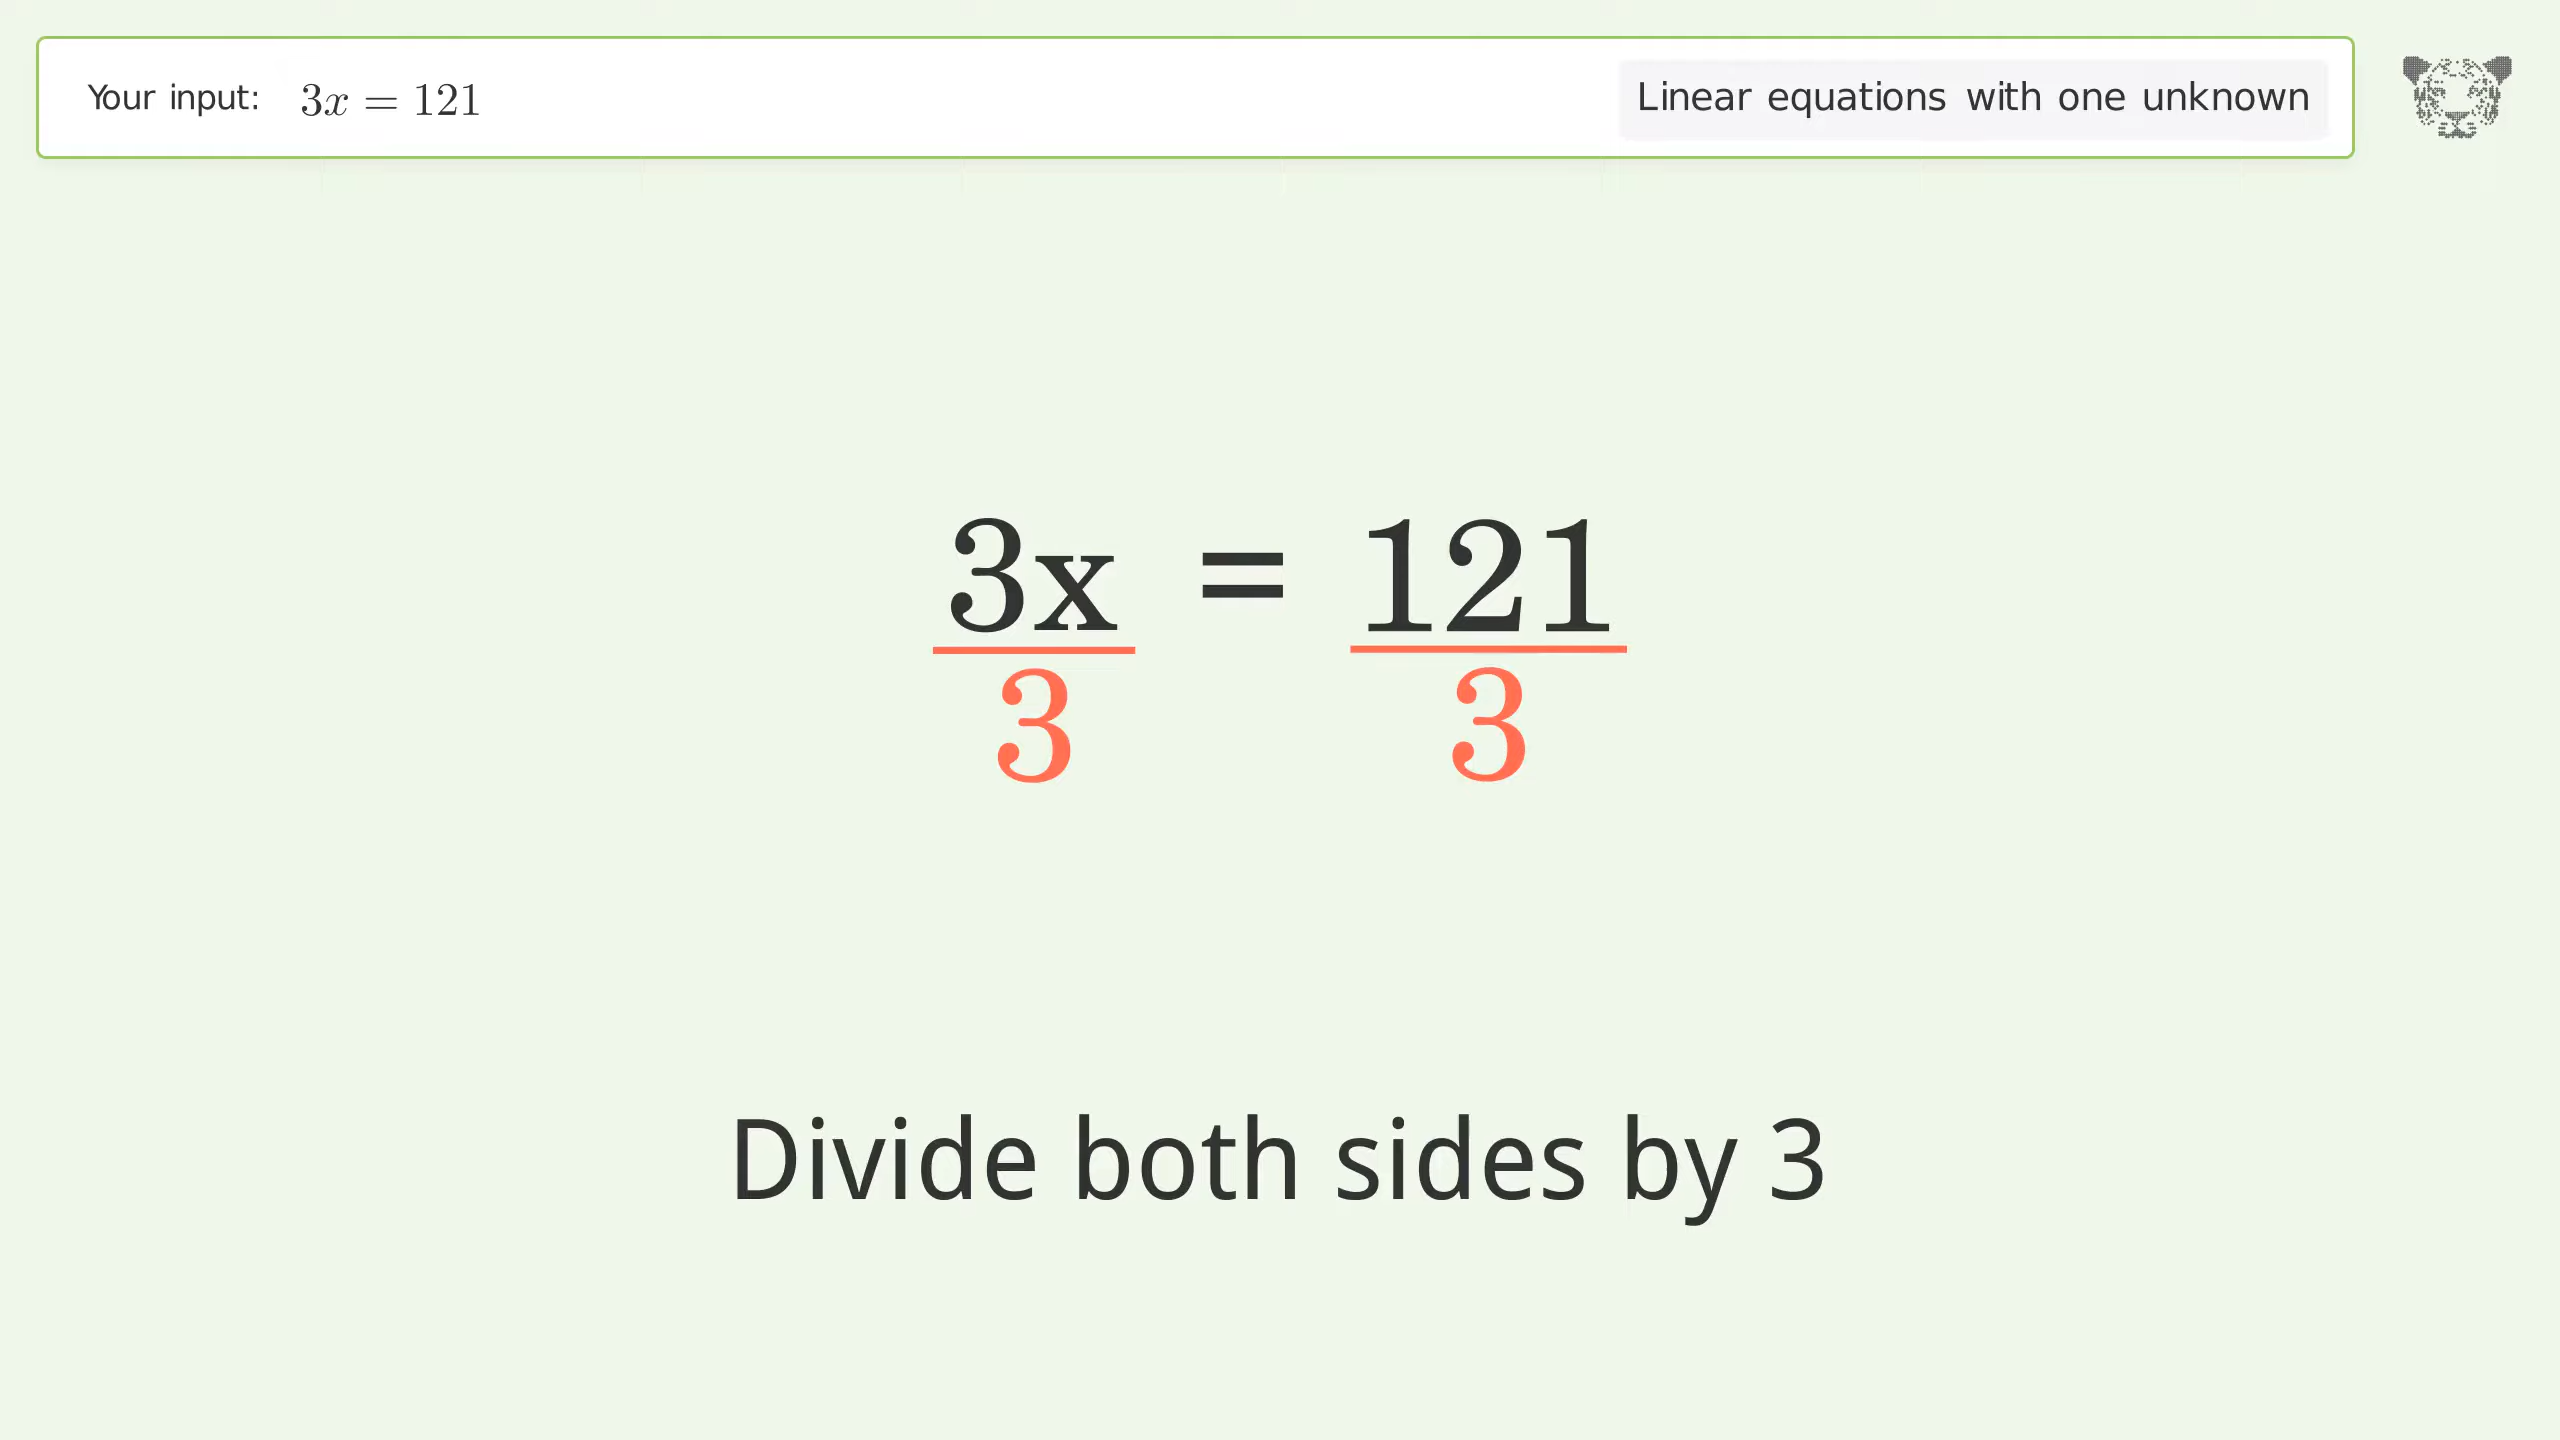 Your input: 3x = 121
Linear equations with one unknown
3x = 121
3 3
Divide both sides by 3